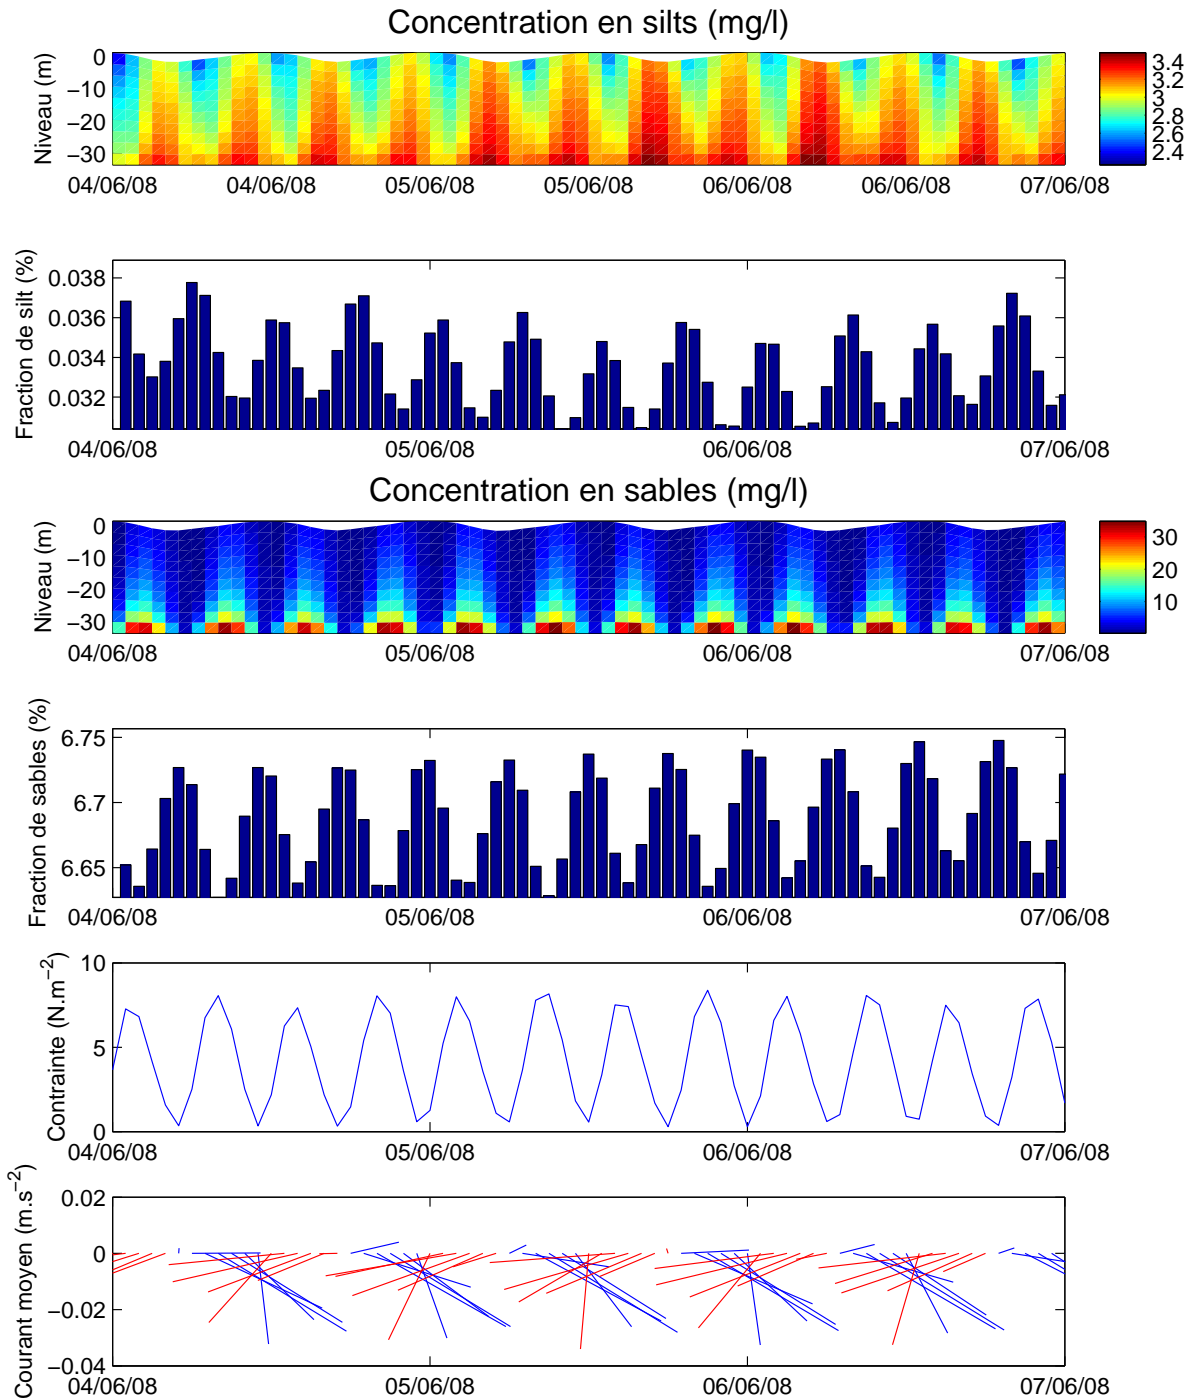 Concentration en silts (mg/l)
Niveau (m)
0
−10
−20
−30
04/06/08 04/06/08 05/06/08 05/06/08 06/06/08 06/06/08 07/06/08
3.4
3.2
3
2.8
2.6
2.4
Fraction de silt (%)
0.038
0.036
0.034
0.032
04/06/08 05/06/08 06/06/08 07/06/08
Concentration en sables (mg/l)
Niveau (m)
0
−10
−20
−30
04/06/08 05/06/08 06/06/08 07/06/08
30
20
10
Fraction de sables (%)
6.75
6.7
6.65
04/06/08 05/06/08 06/06/08 07/06/08
Contrainte (N.m−2)
10
5
0
04/06/08 05/06/08 06/06/08 07/06/08
Courant moyen (m.s−2)
0.02
0
−0.02
−0.04
04/06/08 05/06/08 06/06/08 07/06/08